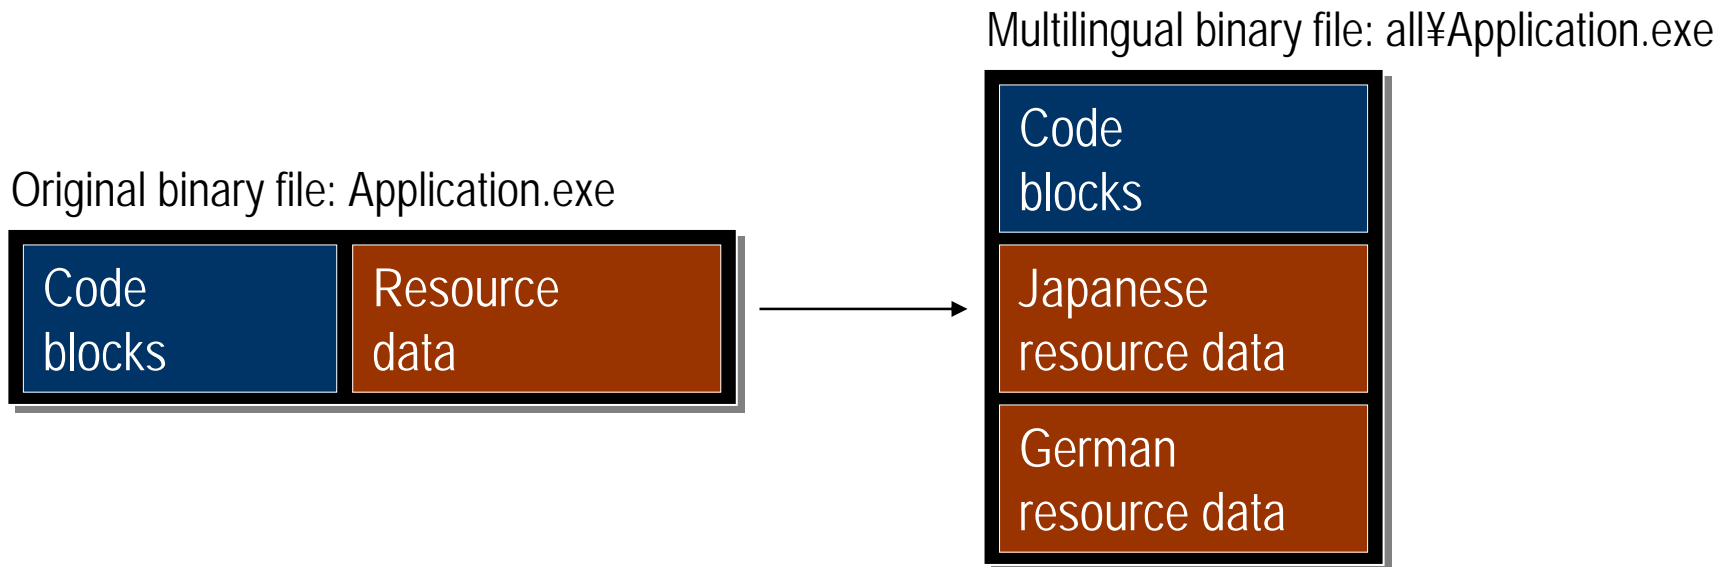 Original binary file: Application.exe
Code
blocks
Resource
data
Multilingual binary file: all¥Application.exe
Code
blocks
Japanese
resource data
German
resource data